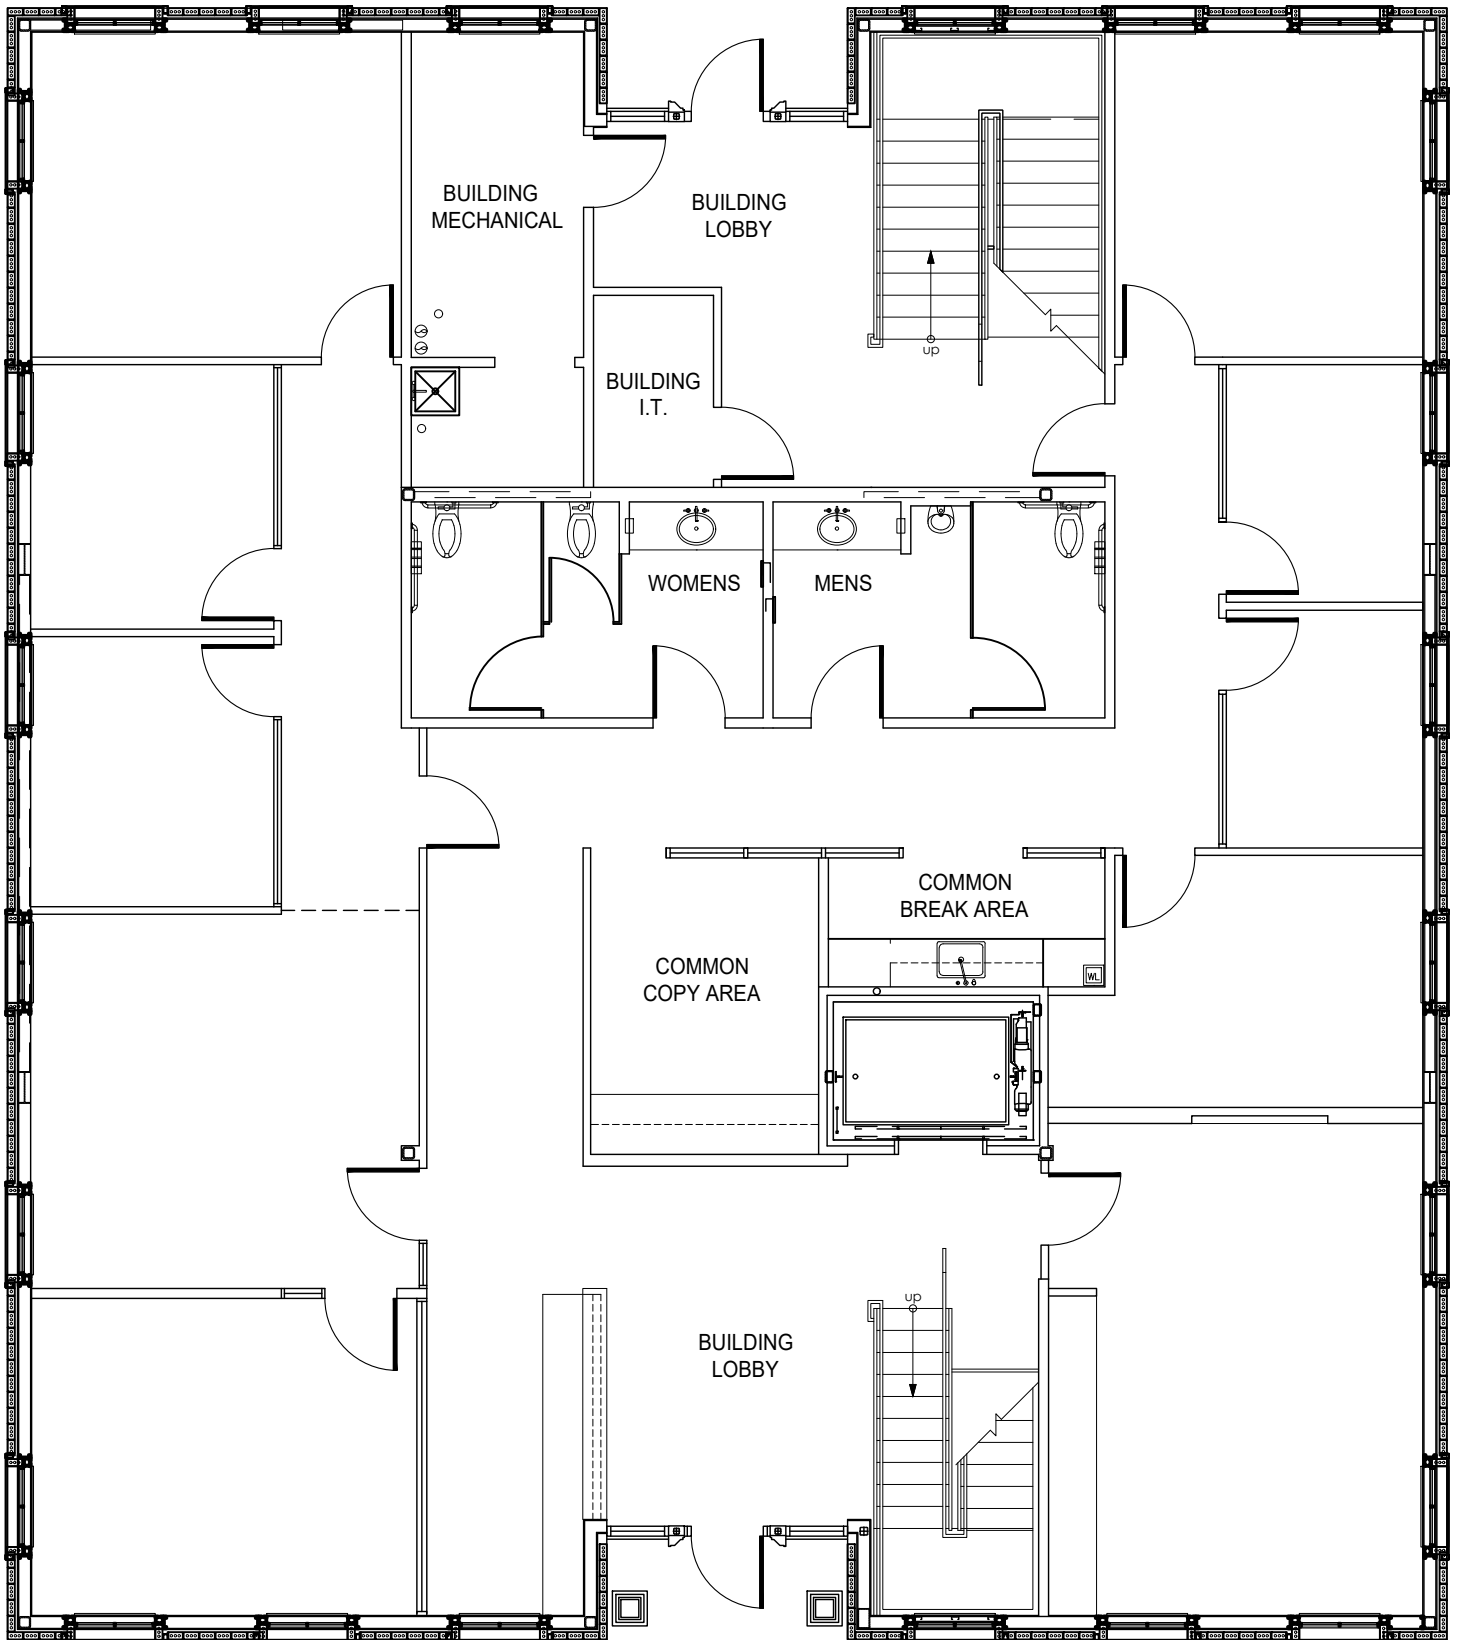 BUILDING
MECHANICAL
BUILDING
LOBBY
up
BUILDING
I.T.
WOMENS
MENS
COMMON
BREAK AREA
COMMON
COPY AREA
WL
up
BUILDING
LOBBY